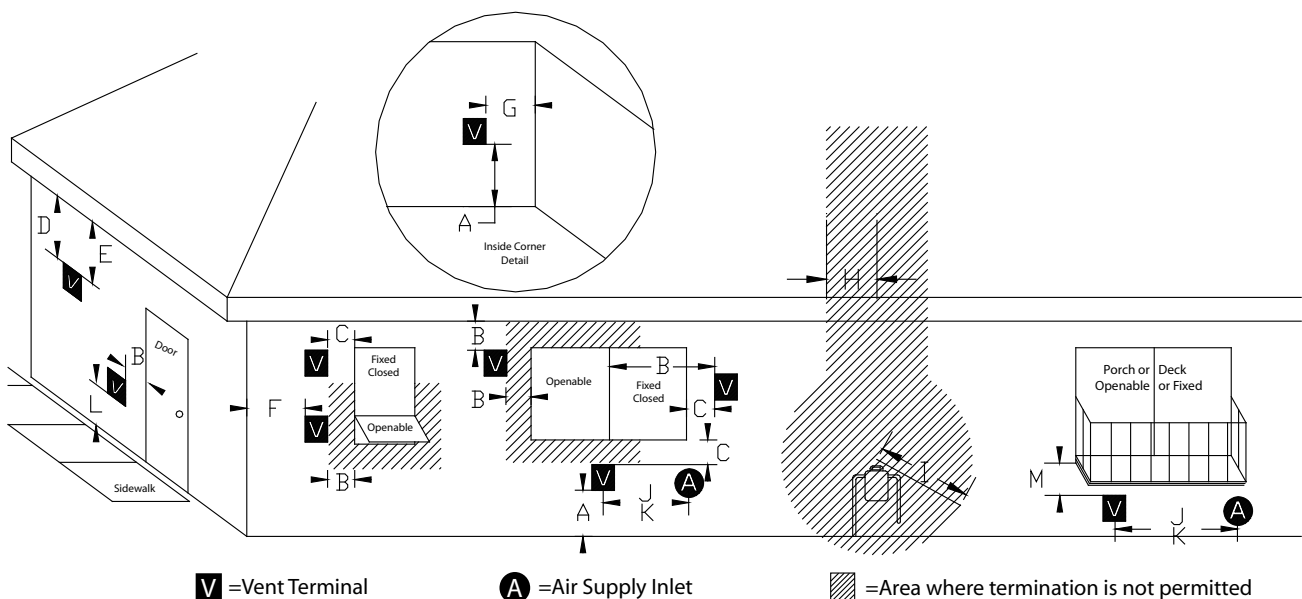 G
V
A
Inside Corner
Detail
D
E
V
H
C
B
V
Fixed
Closed
V
B
Door
B
V
L
Openable
B
Fixed
Closed
V
C
Porch or
Openable
Deck
or Fixed
F
V
Openable
B
C
V
A
J
K
A
I
M
V
J
K
A
Sidewalk
V =Vent Terminal
A =Air Supply Inlet
=Area where termination is not permitted